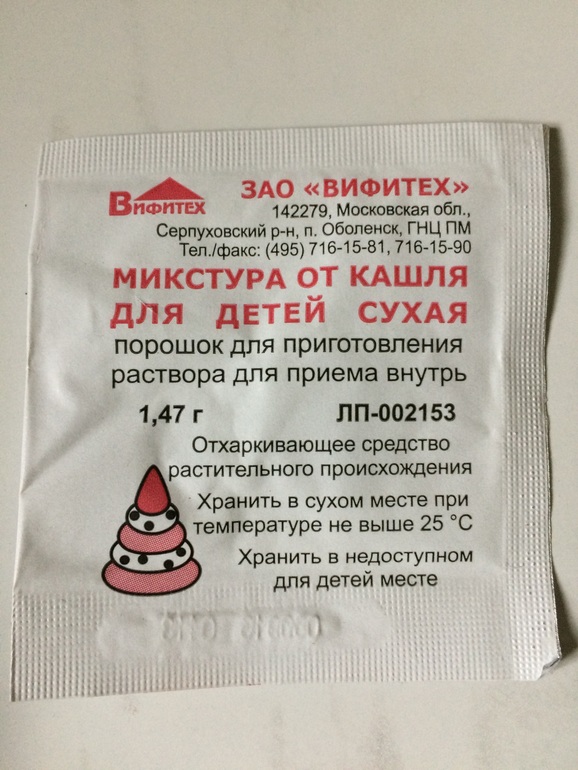 Вифитех
ЗАО «ВИФИТЕХ»
142279, Московская обл.,
Серпуховский р-н, п. Оболенск, ГНЦ ПМ
Тел./факс: (495) 716-15-81, 716-15-90
МИКСТУРА ОТ КАШЛЯ
ДЛЯ ДЕТЕЙ СУХАЯ
порошок для приготовления
раствора для приема внутрь
1,47 г ЛП-002153
Отхаркивающее средство
растительного происхождения
Хранить в сухом месте при
температуре не выше 25 °С
Хранить в недоступном
для детей месте